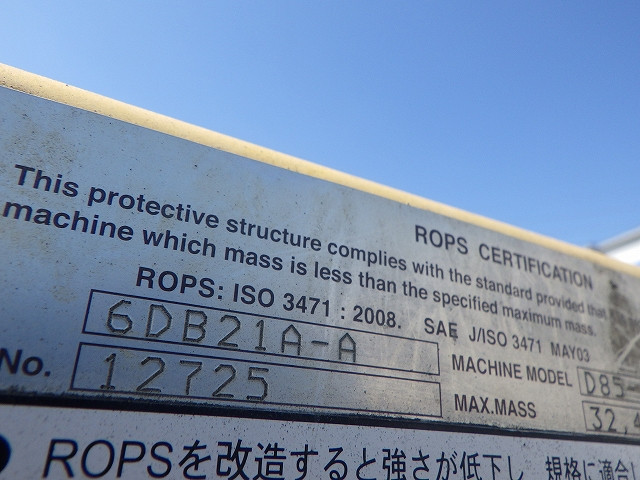 ROPS CERTIFICATION
This protective structure complies with the standard provided that
machine which mass is less than the specified maximum mass.
ROPS: ISO 3471 : 2008. SAE J/ISO 3471 MAY03
6DB21A-A MACHINE MODEL D85-
No. 12725 MAX.MASS 32,4
ROPSを改造すると強さが低下し 規格に適合し